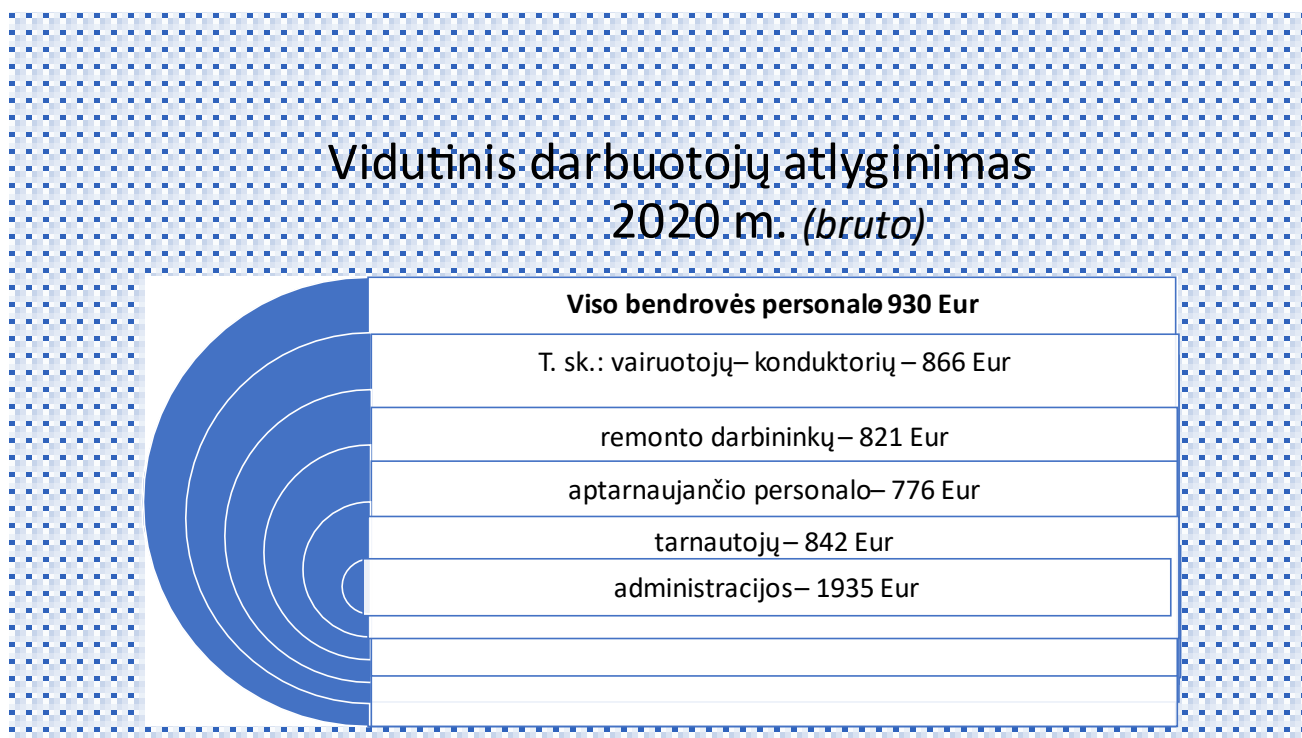 Vidutinis darbuotojų atlyginimas
2020 m. (bruto)
Viso bendrovės personalo – 930 Eur
T. sk.: vairuotojų – konduktorių – 866 Eur
remonto darbininkų – 821 Eur
aptarnaujančio personalo – 776 Eur
tarnautojų – 842 Eur
administracijos – 1935 Eur